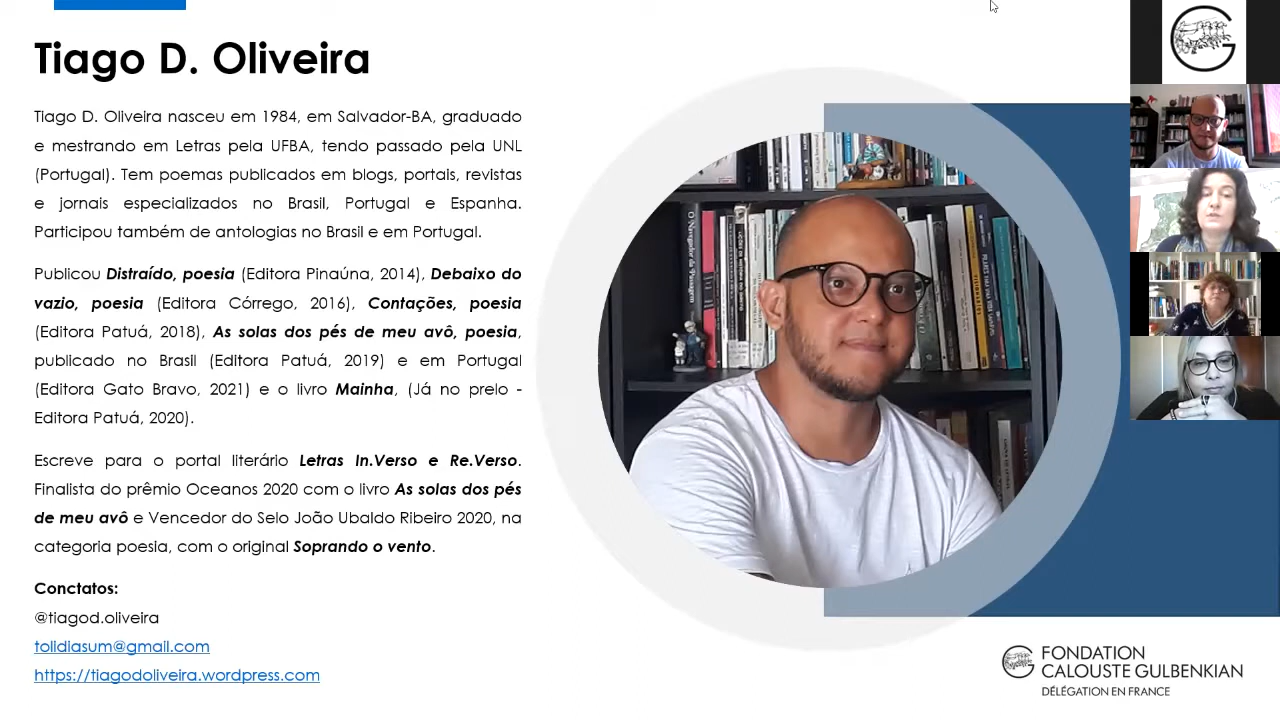 Tiago D. Oliveira
Tiago D. Oliveira nasceu em 1984, em Salvador-BA, graduado
e mestrando em Letras pela UFBA, tendo passado pela UNL
(Portugal). Tem poemas publicados em blogs, portais, revistas
e jornais especializados no Brasil, Portugal e Espanha.
Participou também de antologias no Brasil e em Portugal.
Publicou Distraído, poesia (Editora Pinaúna, 2014), Debaixo do
vazio, poesia (Editora Córrego, 2016), Contações, poesia
(Editora Patuá, 2018), As solas dos pés de meu avô, poesia,
publicado no Brasil (Editora Patuá, 2019) e em Portugal
(Editora Gato Bravo, 2021) e o livro Mainha, (Já no prelo -
Editora Patuá, 2020).
Escreve para o portal literário Letras In.Verso e Re.Verso.
Finalista do prêmio Oceanos 2020 com o livro As solas dos pés
de meu avô e Vencedor do Selo João Ubaldo Ribeiro 2020, na
categoria poesia, com o original Soprando o vento.
Conctatos:
@tiagod.oliveira
tolidiasum@gmail.com
https://tiagodoliveira.wordpress.com
O Navegador da Passagem
FONDATION
CALOUSTE GULBENKIAN
DÉLÉGATION EN FRANCE